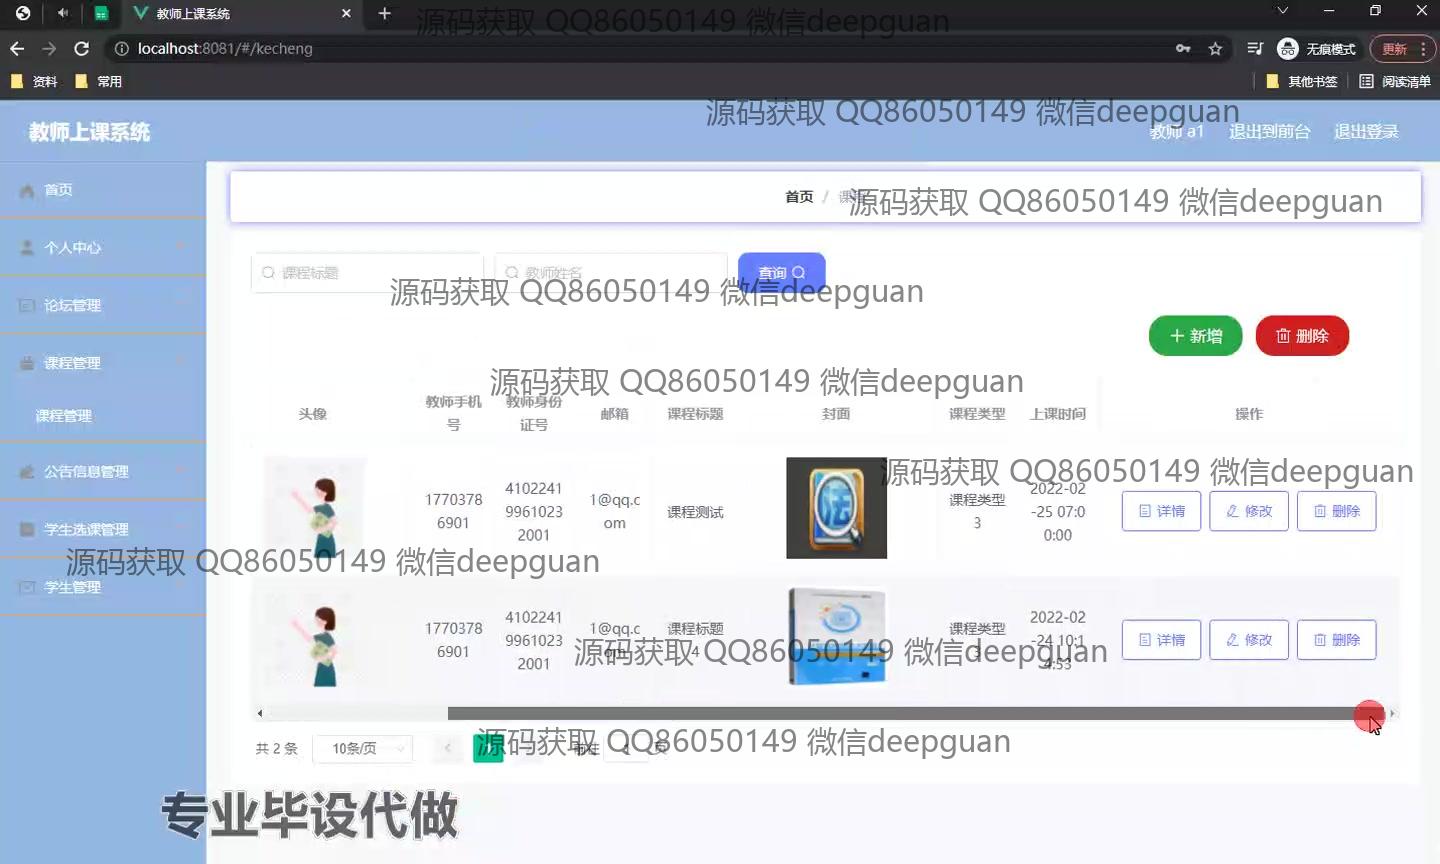 教师上课系统
源码获取 QQ86050149 微信deepguan
localhost:8081/#/kecheng
无痕模式
更新
资料
常用
其他书签
阅读清单
源码获取 QQ86050149 微信deepguan
教师上课系统
教师 a1
退出到前台
退出登录
首页
首页 /
源码获取 QQ86050149 微信deepguan
个人中心
课程标题
教师姓名
查询
源码获取 QQ86050149 微信deepguan
论坛管理
新增
删除
课程管理
源码获取 QQ86050149 微信deepguan
课程管理
头像
教师手机号
教师身份证号
邮箱
课程标题
封面
课程类型
上课时间
操作
公告信息管理
源码获取 QQ86050149 微信deepguan
1770378
6901
4102241
9961023
2001
1@qq.c
om
课程测试
法
课程类型
3
2022-02
-25 07:0
0:00
详情
修改
删除
学生选课管理
源码获取 QQ86050149 微信deepguan
学生管理
1770378
6901
4102241
9961023
2001
1@qq.c
课程标题
4
课程类型
2022-02
-24 10:1
4:53
详情
修改
删除
源码获取 QQ86050149 微信deepguan
共 2 条
10条/页
源码获取 QQ86050149 微信deepguan
前往
页
专业毕设代做